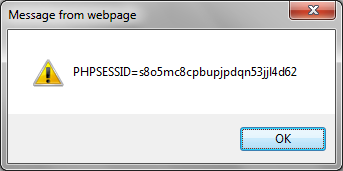 Message from webpage
PHPSESSID=s8o5mc8cpbupjpdqn53jjl4d62
OK